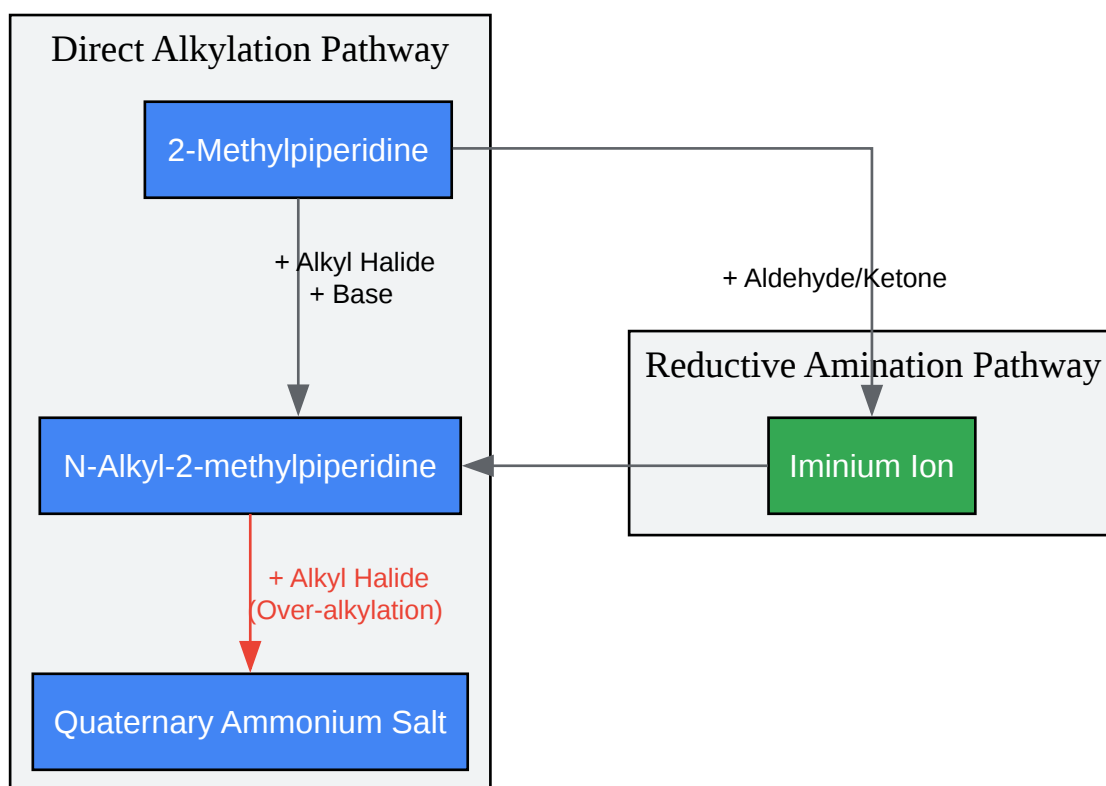 Direct Alkylation Pathway
2-Methylpiperidine
+ Alkyl Halide
+ Base
+ Aldehyde/Ketone
Reductive Amination Pathway
N-Alkyl-2-methylpiperidine
Iminium Ion
+ Alkyl Halide
(Over-alkylation)
Quaternary Ammonium Salt